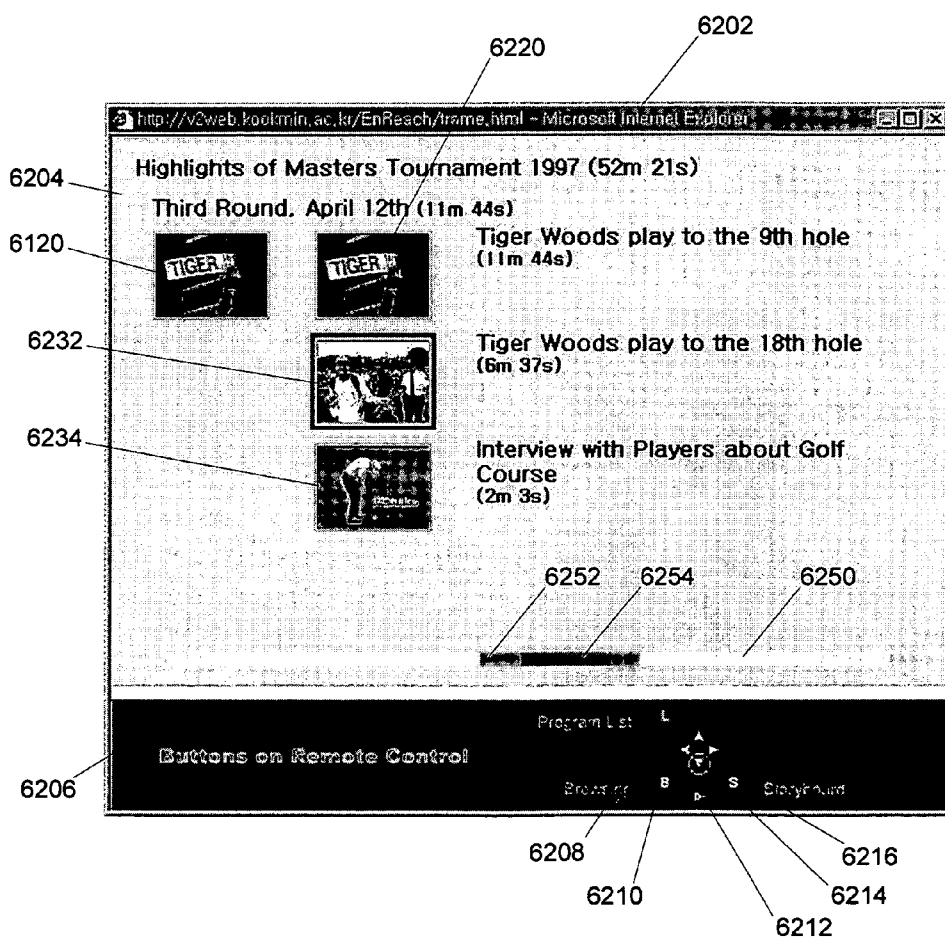 6202
6220
http://v2web.kookmin.ac.kr/EnReach/frame.html - Microsoft Internet Explorer
Highlights of Masters Tournament 1997 (52m 21s)
6204
Third Round, April 12th (11m 44s)
6120
TIGER
TIGER
Tiger Woods play to the 9th hole
(11m 44s)
6232
Tiger Woods play to the 18th hole
(6m 37s)
6234
Interview with Players about Golf
Course
(2m 3s)
6252
6254
6250
Program List
L
Buttons on Remote Control
6206
Browser
B
S
Storyboard
6208
6216
6210
6214
6212